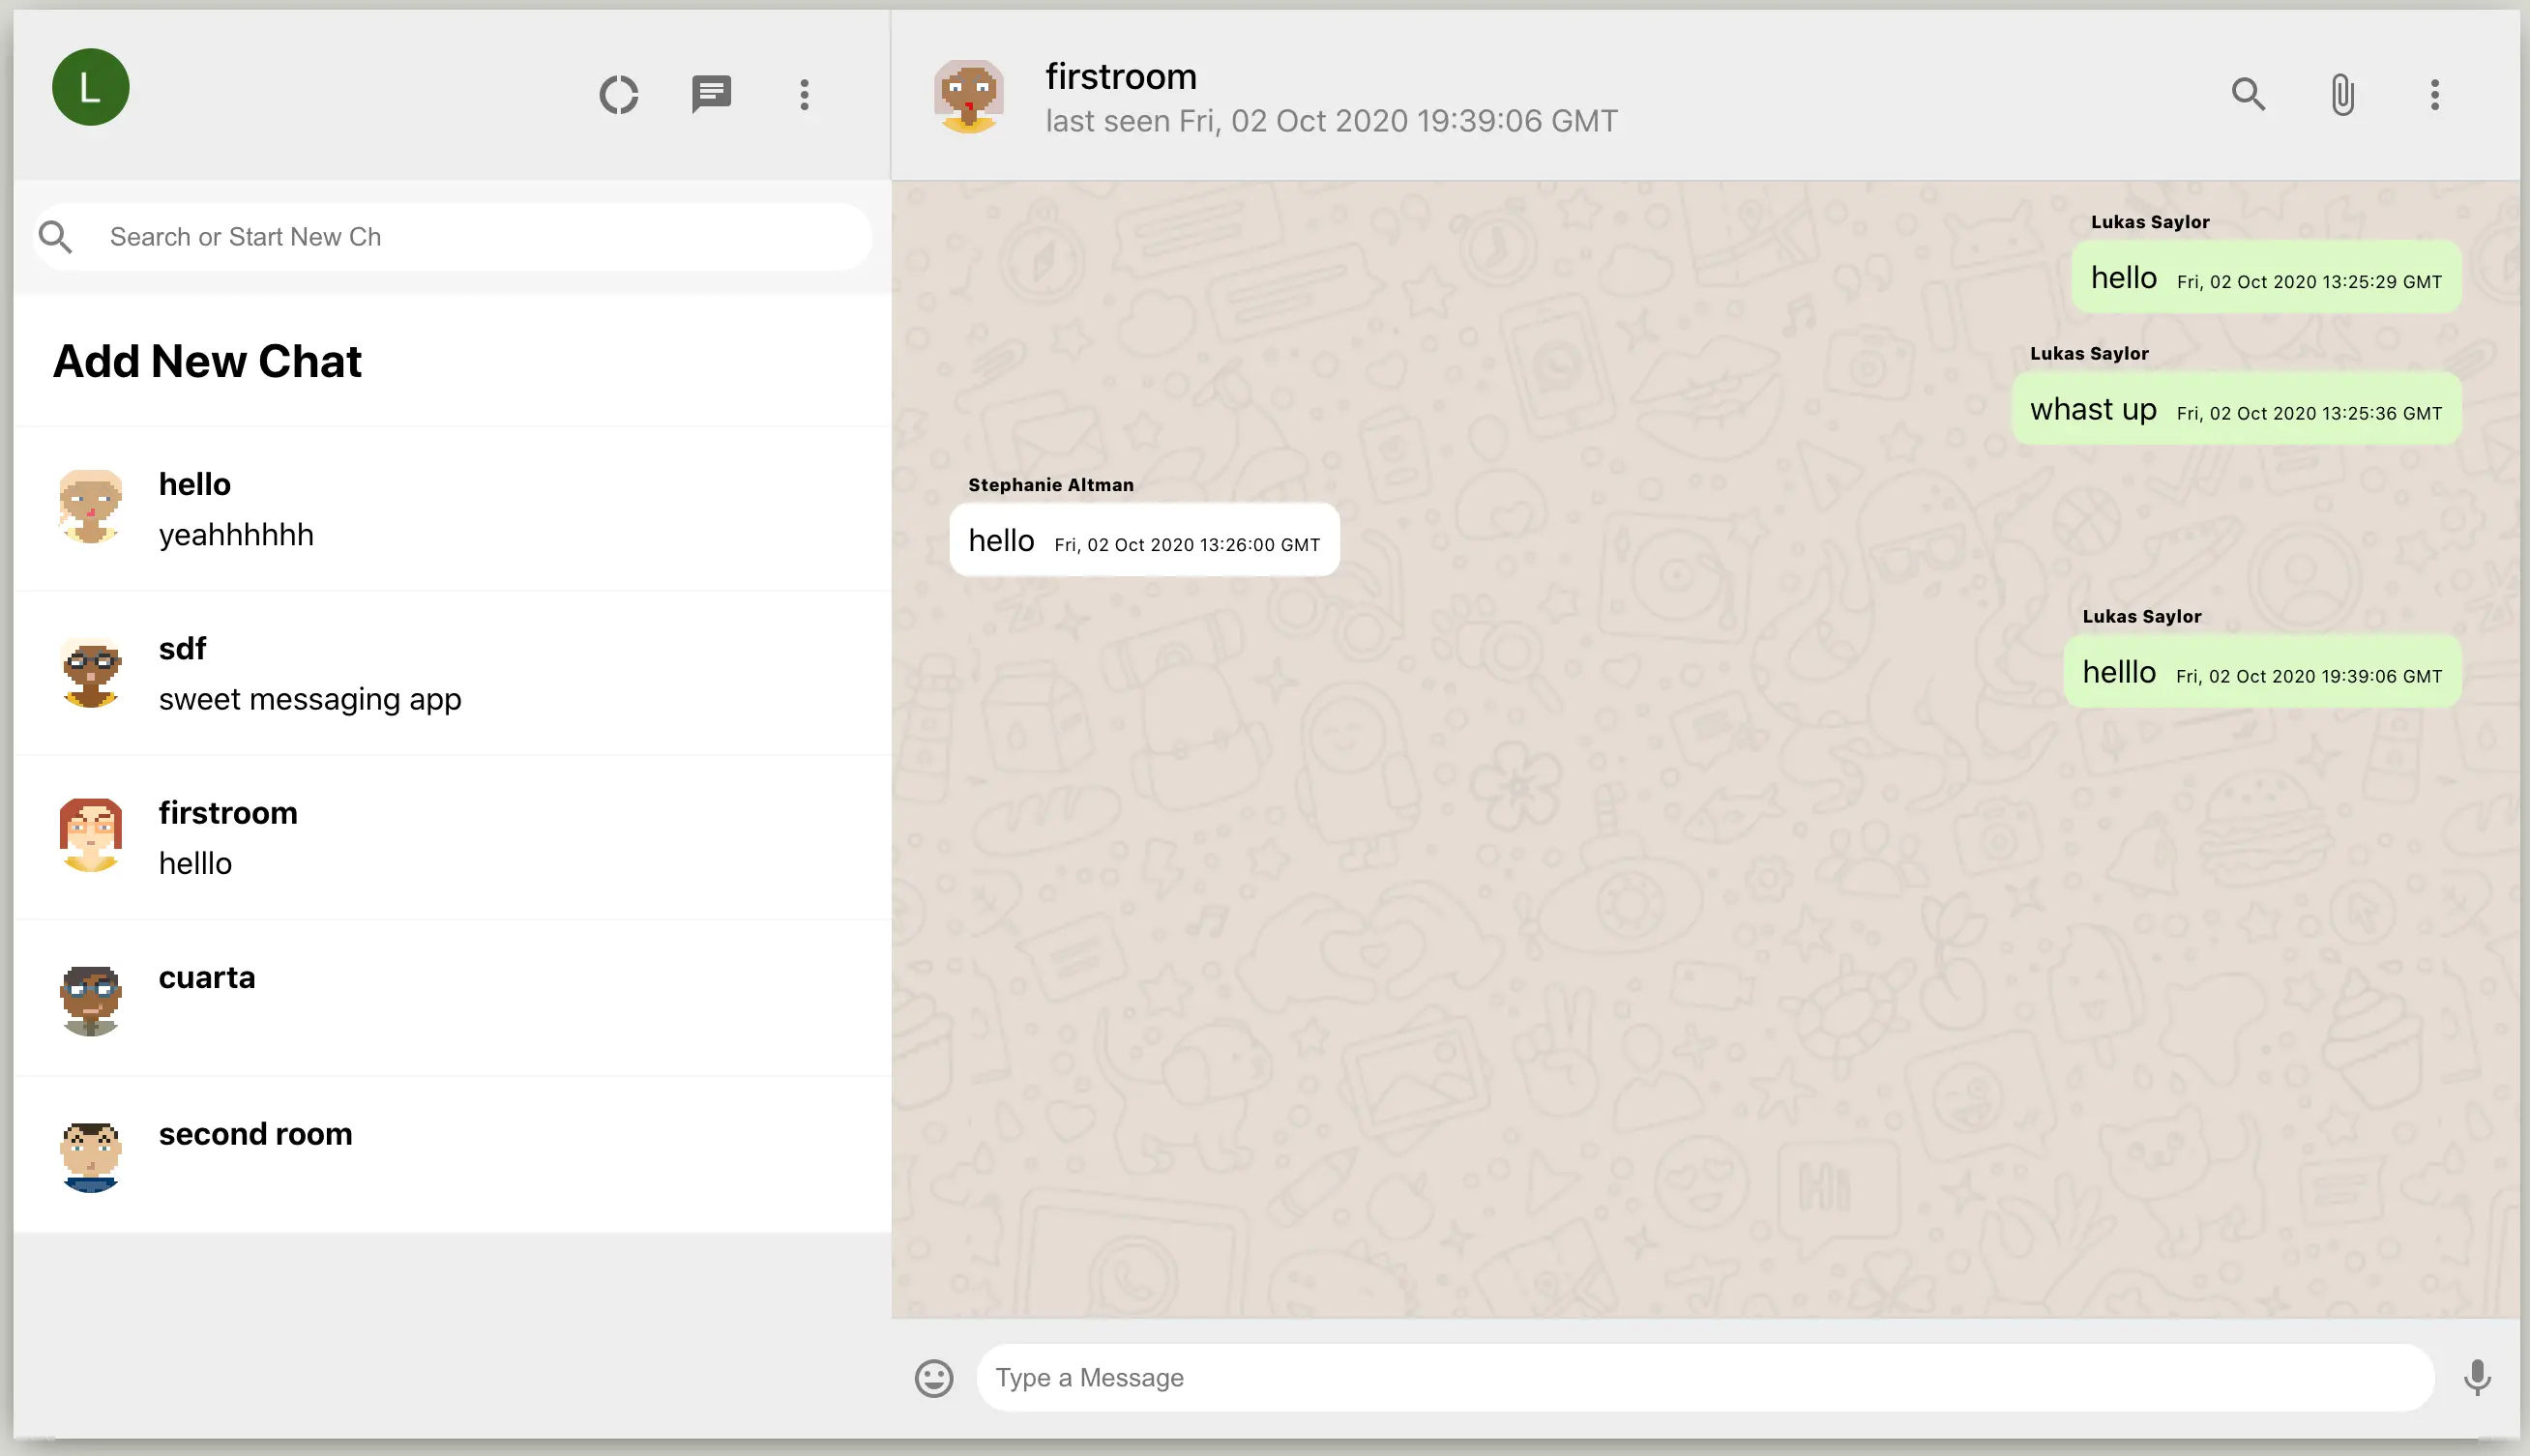 L
firstroom
last seen Fri, 02 Oct 2020 19:39:06 GMT
Search or Start New Ch
Add New Chat
hello
yeahhhhhh
sdf
sweet messaging app
firstroom
helllo
cuarta
second room
Lukas Saylor
hello Fri, 02 Oct 2020 13:25:29 GMT
Lukas Saylor
whast up Fri, 02 Oct 2020 13:25:36 GMT
Stephanie Altman
hello Fri, 02 Oct 2020 13:26:00 GMT
Lukas Saylor
helllo Fri, 02 Oct 2020 19:39:06 GMT
Hi
Type a Message